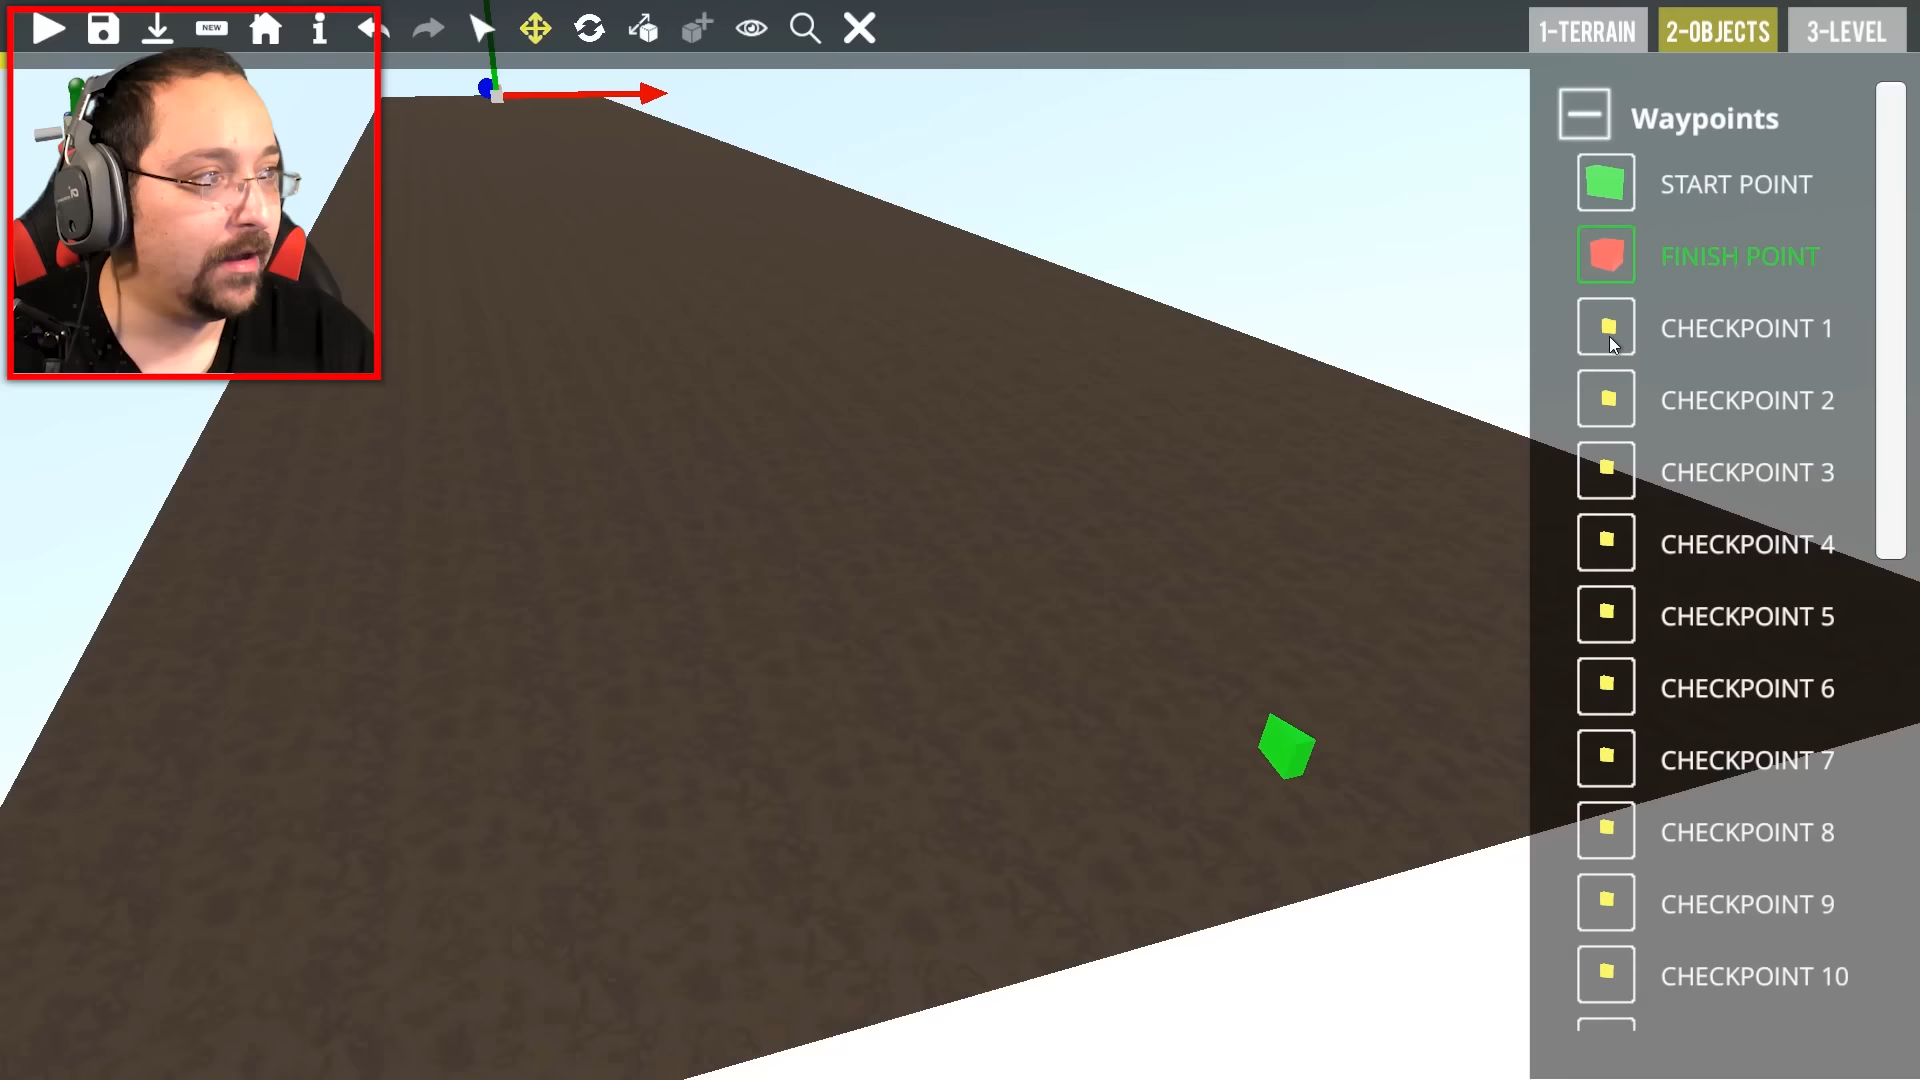 NEW
1-TERRAIN
2-OBJECTS
3-LEVEL
Waypoints
START POINT
FINISH POINT
CHECKPOINT 1
CHECKPOINT 2
CHECKPOINT 3
CHECKPOINT 4
CHECKPOINT 5
CHECKPOINT 6
CHECKPOINT 7
CHECKPOINT 8
CHECKPOINT 9
CHECKPOINT 10